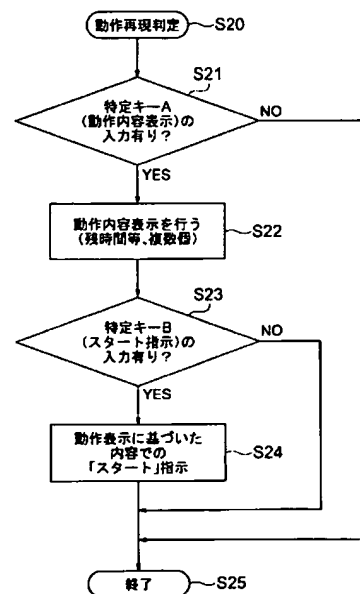 動作再現判定
S20
S21
特定キーA
(動作内容表示)の
入力有り?
NO
YES
動作内容表示を行う
(残時間等、複数個)
S22
S23
特定キーB
(スタート指示)の
入力有り?
NO
YES
動作表示に基づいた
内容での
「スタート」指示
S24
終了
S25